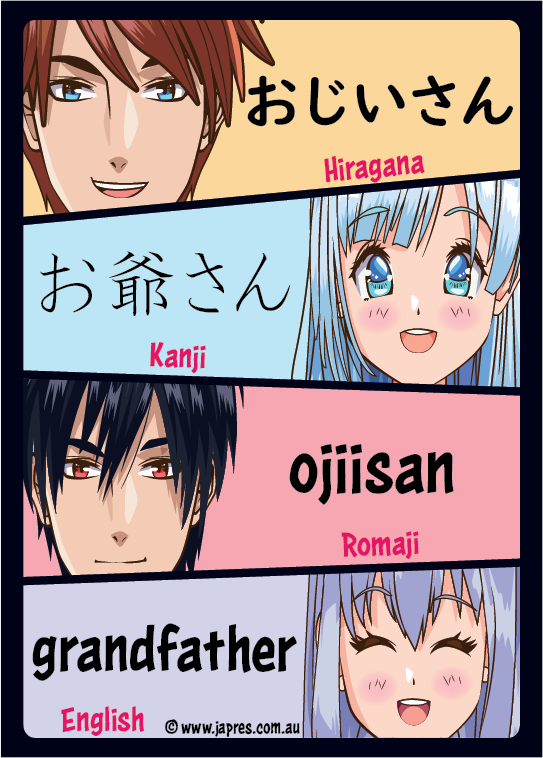 おじいさん
Hiragana
お爺さん
Kanji
ojiisan
Romaji
grandfather
English
© www.japres.com.au